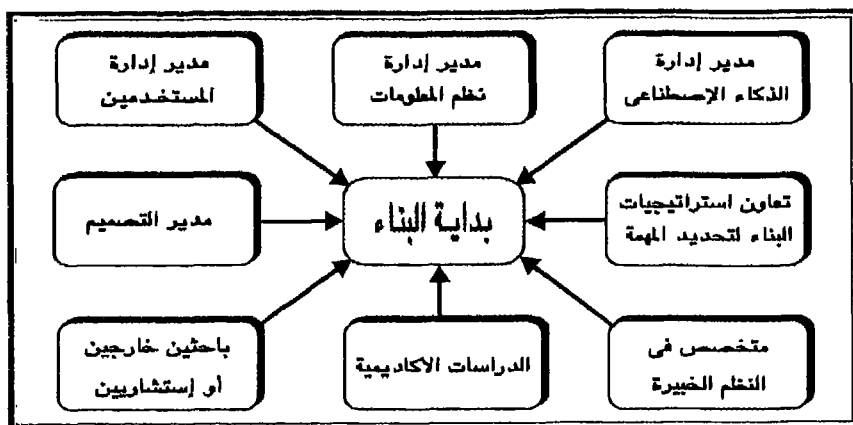 مدير إدارة
الذكاء الإصطناعى
مدير إدارة
نظم المعلومات
مدير إدارة
المستخدمين
تعاون استراتيجيات
البناء لتحديد المهمة
بداية البناء
مدير التصميم
متخصص فى
النظم الخبيرة
الدراسات الاكاديمية
باحثين خارجين
أو إستشاريين